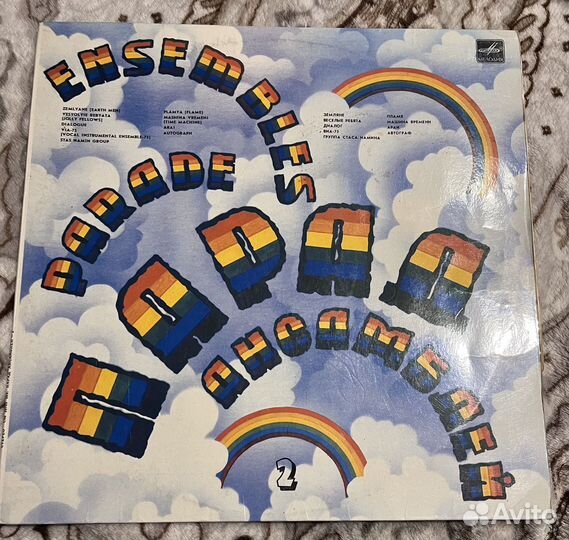 ENSEMBLES
PARADE
МЕЛОДИЯ
ZEMLYANE [EARTH MEN]
VESYOLYIE REBYATA
[JOLLY FELLOWS]
DIALOGUE
VIA-75
[VOCAL INSTRUMENTAL ENSEMBLE-75]
STAS NAMIN GROUP
PLAMYA [FLAME]
MASHINA VREMENI
[TIME MACHINE]
ARAX
AUTOGRAPH
ЗЕМЛЯНЕ
ВЕСЕЛЫЕ РЕБЯТА
ДИАЛОГ
ВИА-75
ГРУППА СТАСА НАМИНА
ПЛАМЯ
МАШИНА ВРЕМЕНИ
АРАКС
АВТОГРАФ
ПАРАД
АНСАМБЛЕЙ
2
Avito